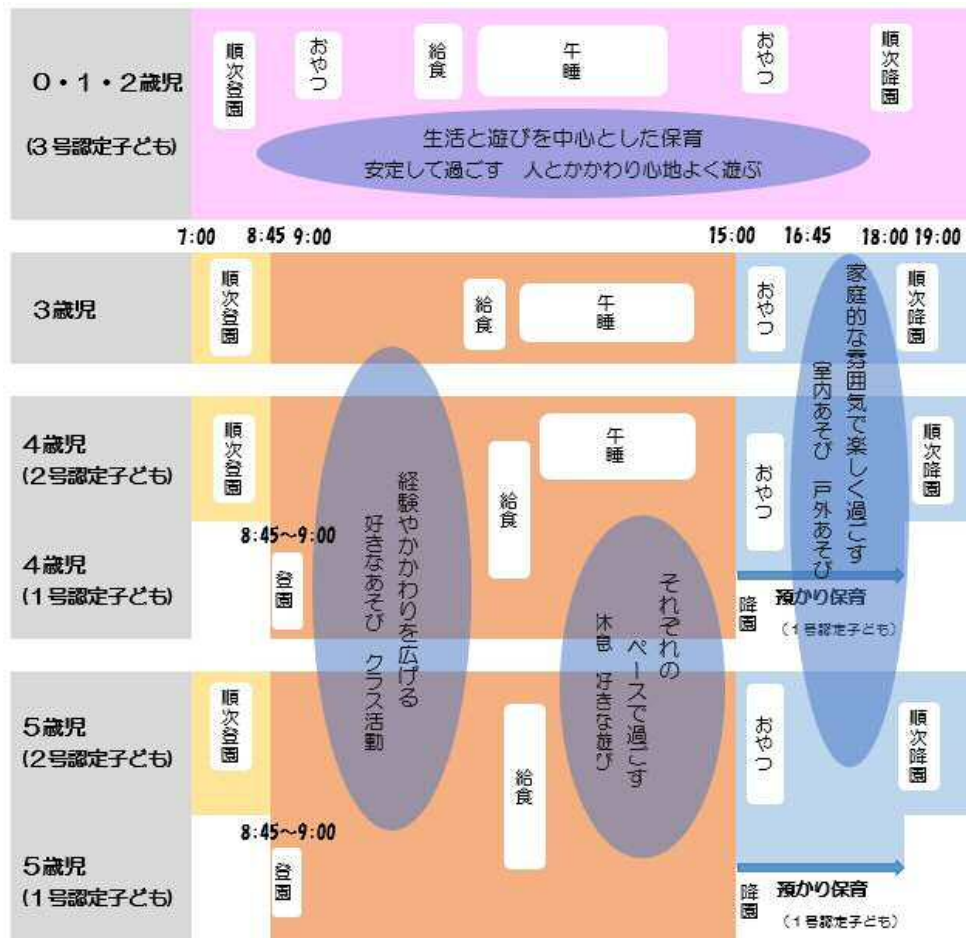 0・1・2歳児
(3号認定子ども)
順次登園
おやつ
給食
午睡
おやつ
順次降園
生活と遊びを中心とした保育
安定して過ごす 人とかかわり心地よく遊ぶ
7:00 8:45 9:00 15:00 16:45 18:00 19:00
3歳児
順次登園
給食
午睡
おやつ
順次降園
4歳児
(2号認定子ども)
順次登園
給食
午睡
おやつ
順次降園
4歳児
(1号認定子ども)
8:45~9:00
登園
降園
預かり保育
(1号認定子ども)
経験やかかわりを広げる
好きなあそび クラス活動
それぞれの
ペースで過ごす
休息 好きな遊び
家庭的な雰囲気で楽しく過ごす
室内あそび 戸外あそび
5歳児
(2号認定子ども)
順次登園
給食
おやつ
順次降園
5歳児
(1号認定子ども)
8:45~9:00
登園
降園
預かり保育
(1号認定子ども)